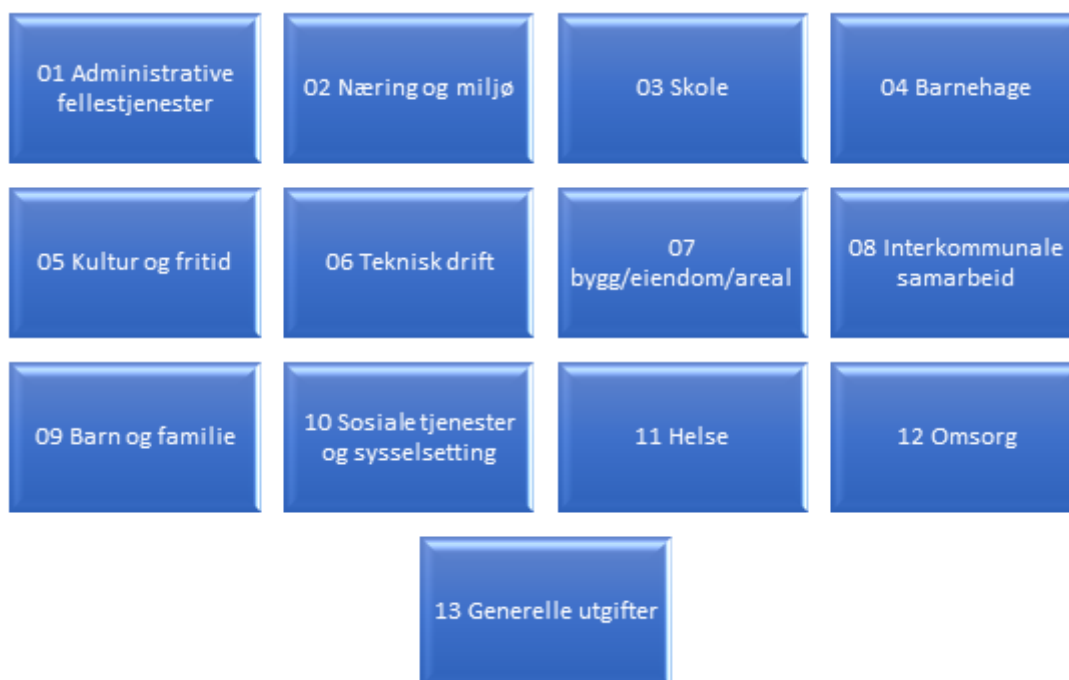 01 Administrative
fellestjenester
02 Næring og miljø
03 Skole
04 Barnehage
05 Kultur og fritid
06 Teknisk drift
07
bygg/eiendom/areal
08 Interkommunale
samarbeid
09 Barn og familie
10 Sosiale tjenester
og sysselsetting
11 Helse
12 Omsorg
13 Generelle utgifter